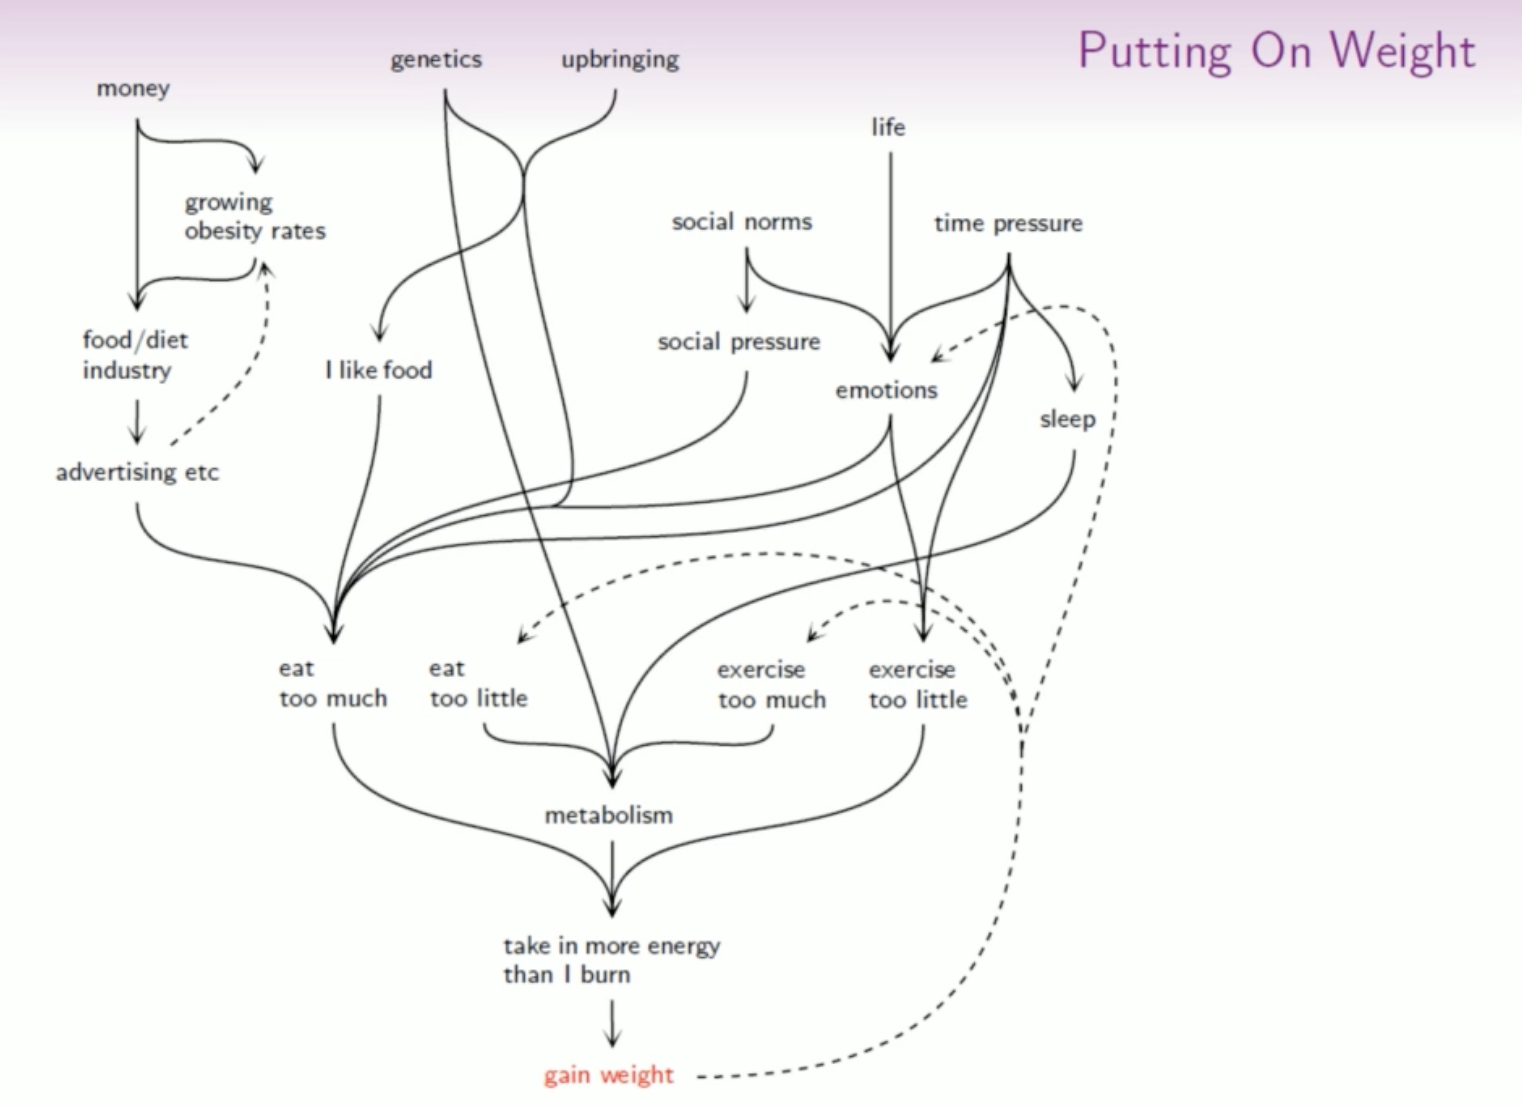 Putting On Weight
genetics
upbringing
money
life
growing
obesity rates
social norms
time pressure
food/diet
industry
I like food
social pressure
emotions
sleep
advertising etc
eat
too much
eat
too little
exercise
too much
exercise
too little
metabolism
take in more energy
than I burn
gain weight